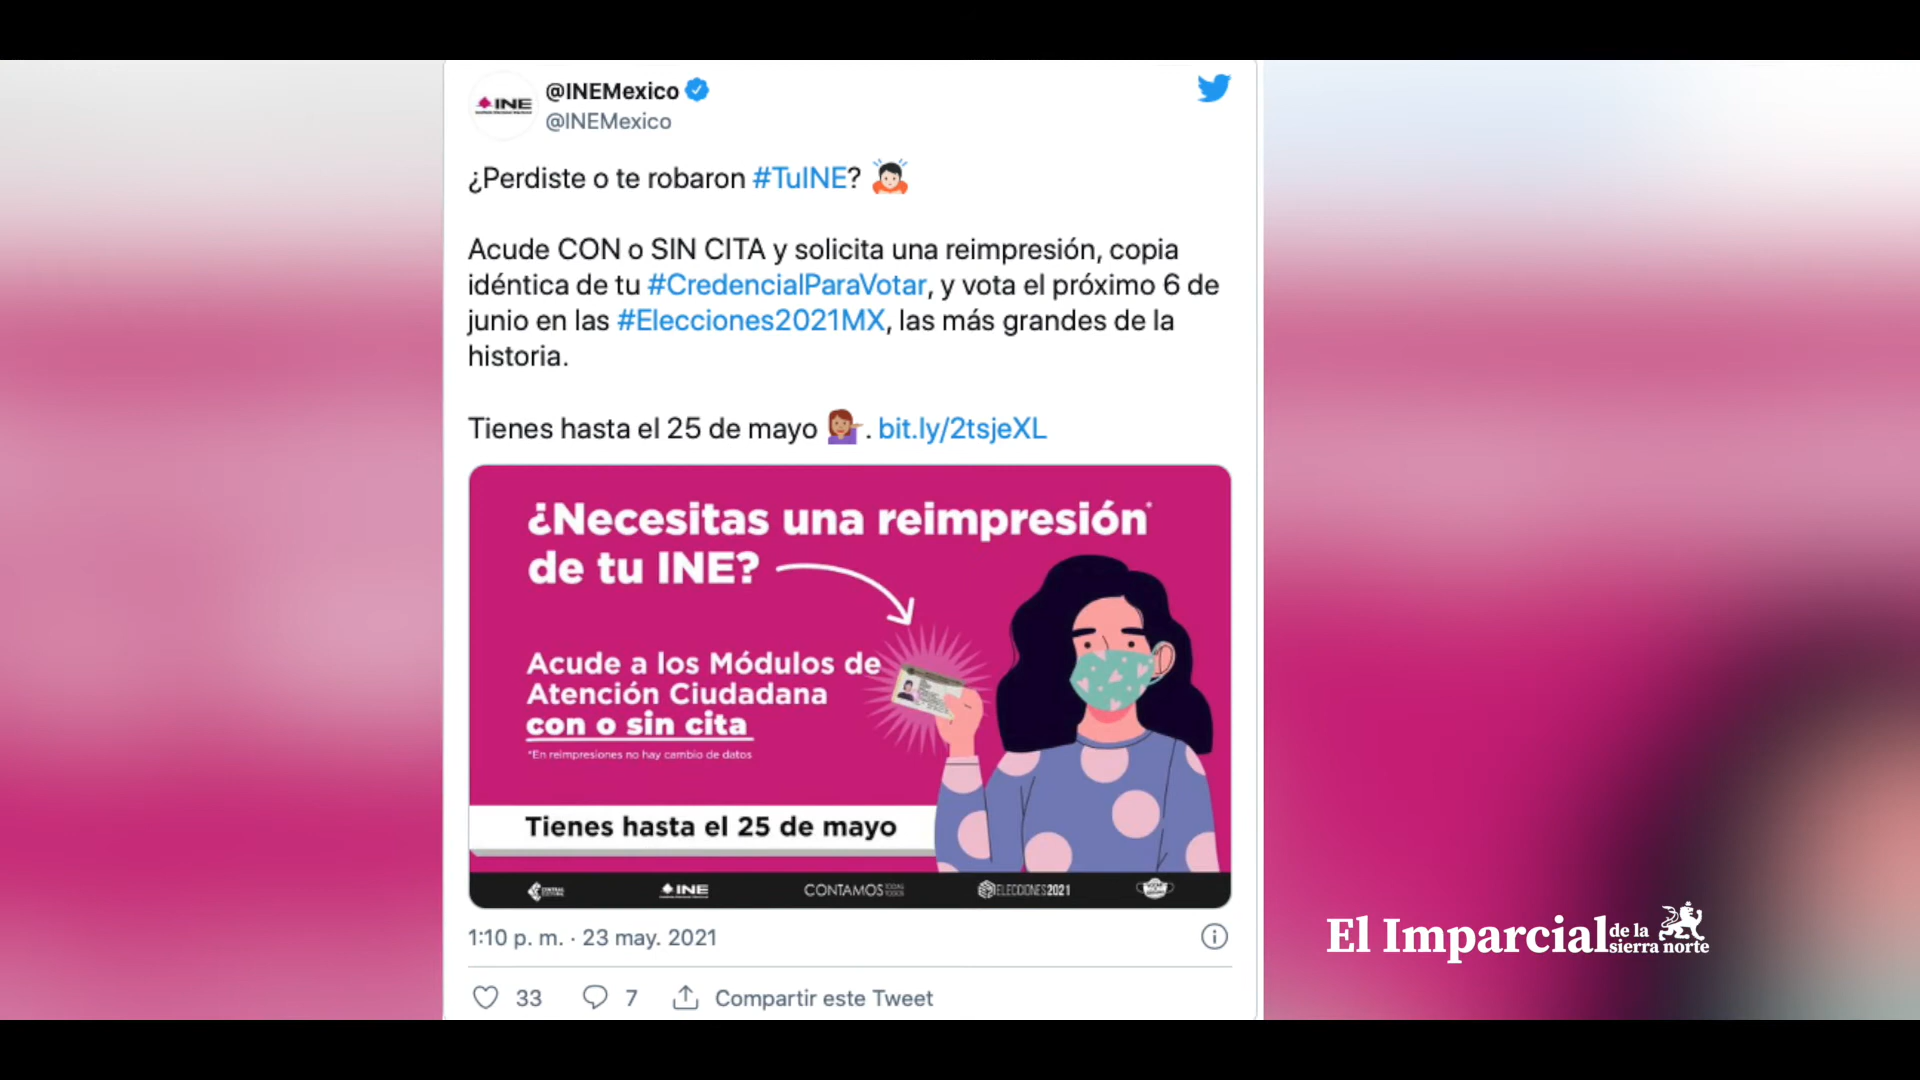 @INEMexico
@INEMexico
INE
¿Perdiste o te robaron #TuINE?
Acude CON o SIN CITA y solicita una reimpresión, copia
idéntica de tu #CredencialParaVotar, y vota el próximo 6 de
junio en las #Elecciones2021MX, las más grandes de la
historia.
Tienes hasta el 25 de mayo . bit.ly/2tsjeXL
¿Necesitas una reimpresión*
de tu INE?
Acude a los Módulos de
Atención Ciudadana
con o sin cita
*En reimpresiones no hay cambio de datos
Tienes hasta el 25 de mayo
INE
CONTAMOS TODAS TODOS
ELECCIONES2021
1:10 p. m. · 23 may. 2021
33 7 Compartir este Tweet
El Imparcial de la sierra norte